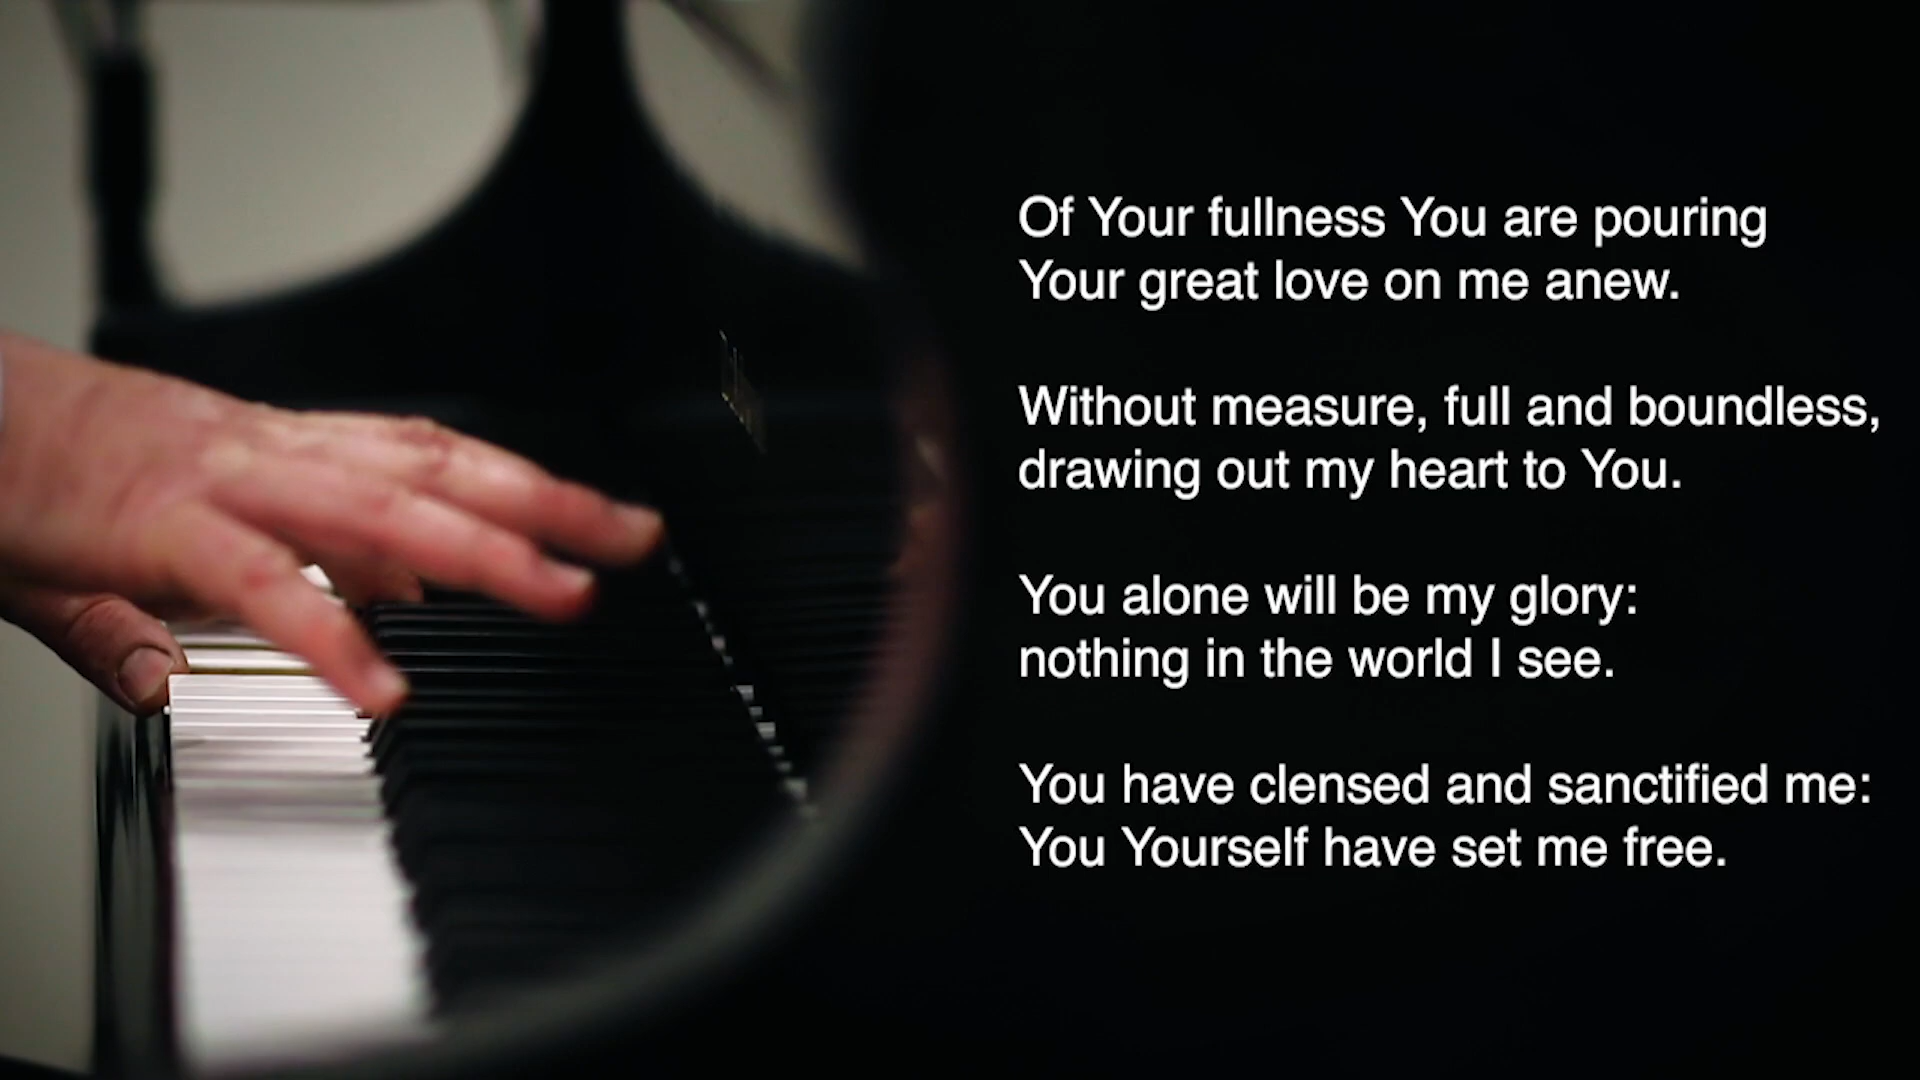 Of Your fullness You are pouring
Your great love on me anew.
Without measure, full and boundless,
drawing out my heart to You.
You alone will be my glory:
nothing in the world I see.
You have clensed and sanctified me:
You Yourself have set me free.